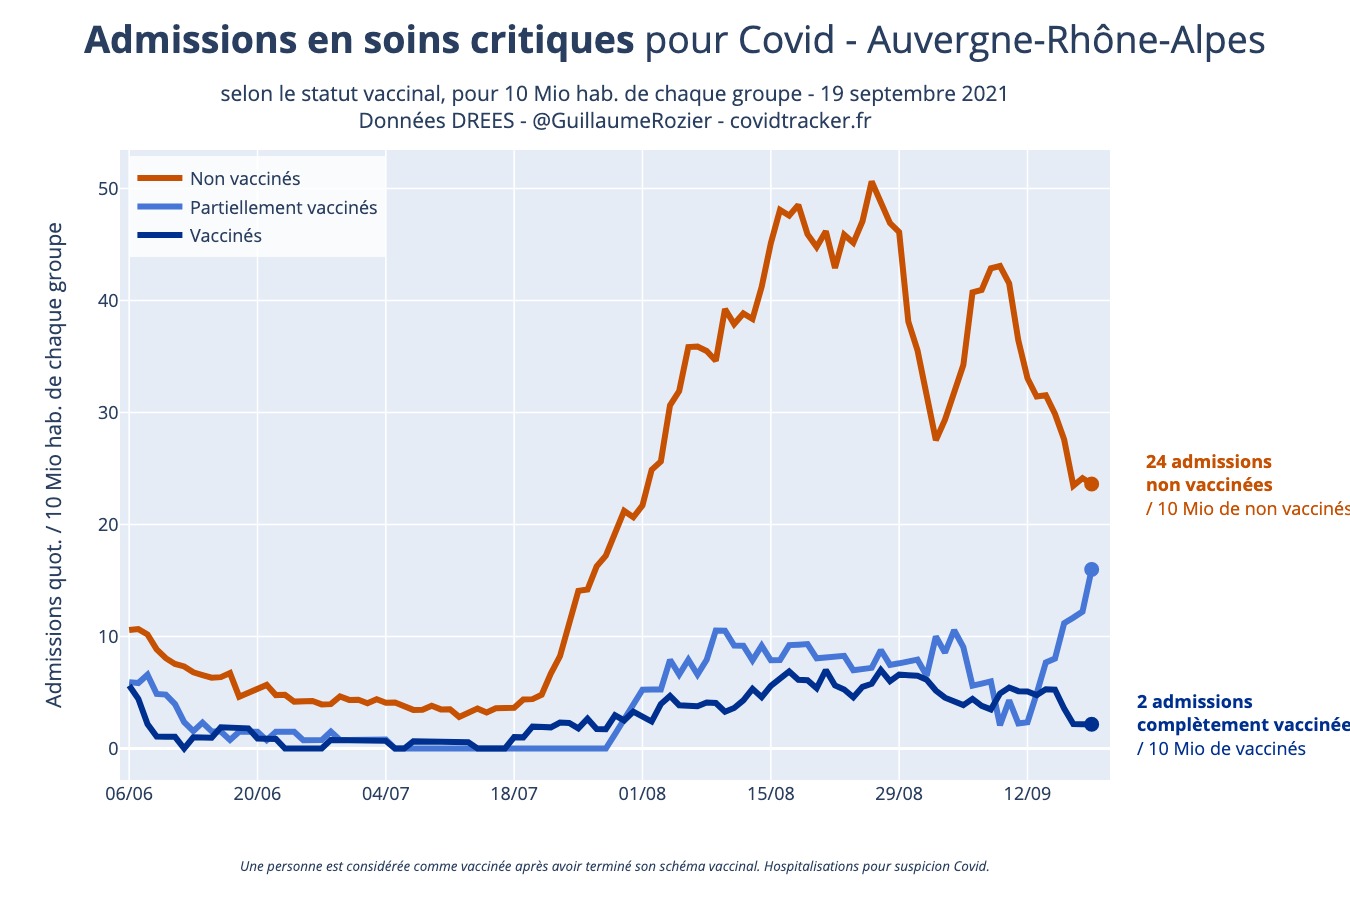 Admissions en soins critiques pour Covid - Auvergne-Rhône-Alpes
selon le statut vaccinal, pour 10 Mio hab. de chaque groupe - 19 septembre 2021
Données DREES - @GuillaumeRozier - covidtracker.fr
Non vaccinés
Partiellement vaccinés
Vaccinés
Admissions quot. / 10 Mio hab. de chaque groupe
50
40
30
20
10
0
06/06
20/06
04/07
18/07
01/08
15/08
29/08
12/09
24 admissions
non vaccinées
/ 10 Mio de non vaccinés
2 admissions
complètement vaccinée
/ 10 Mio de vaccinés
Une personne est considérée comme vaccinée après avoir terminé son schéma vaccinal. Hospitalisations pour suspicion Covid.